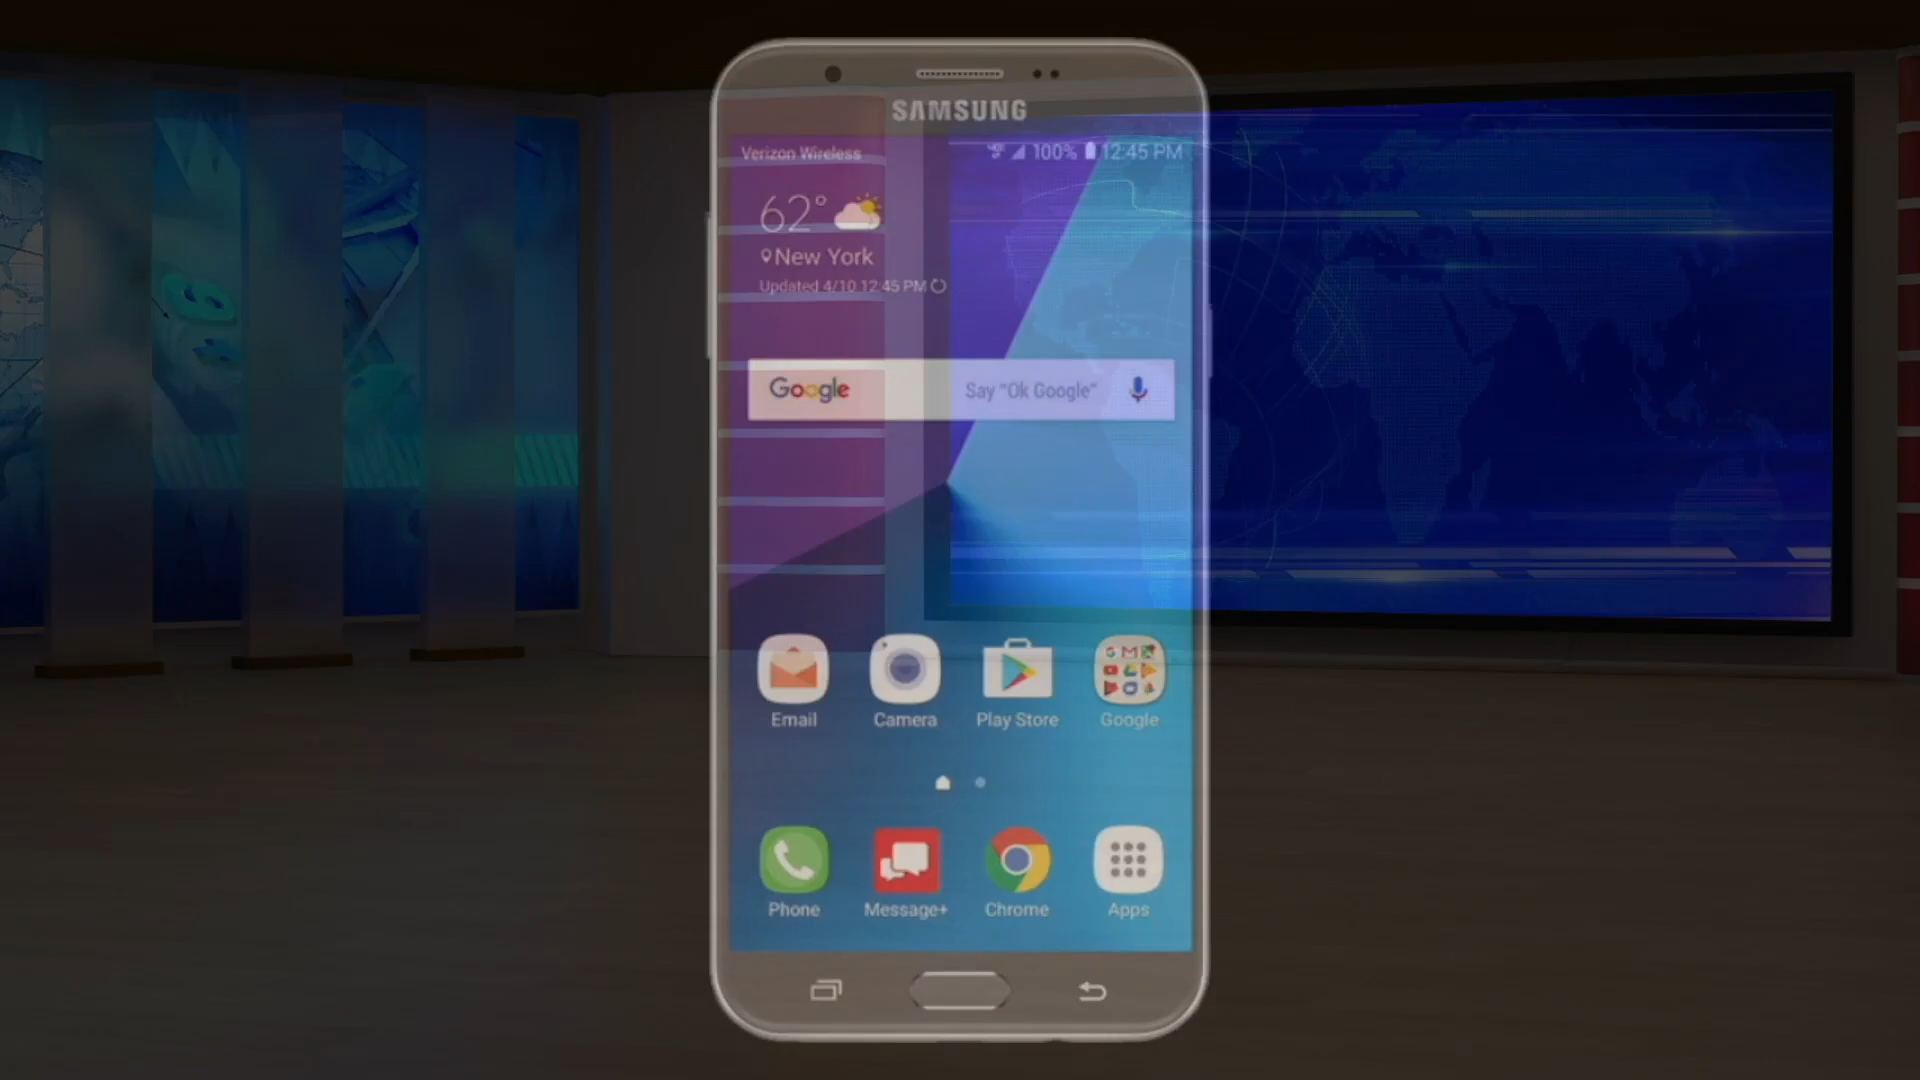 SAMSUNG
Verizon Wireless
100% 12:45 PM
62°
New York
Updated 4/10 12:45 PM
Google Say "Ok Google"
Email Camera Play Store Google
Phone Message+ Chrome Apps